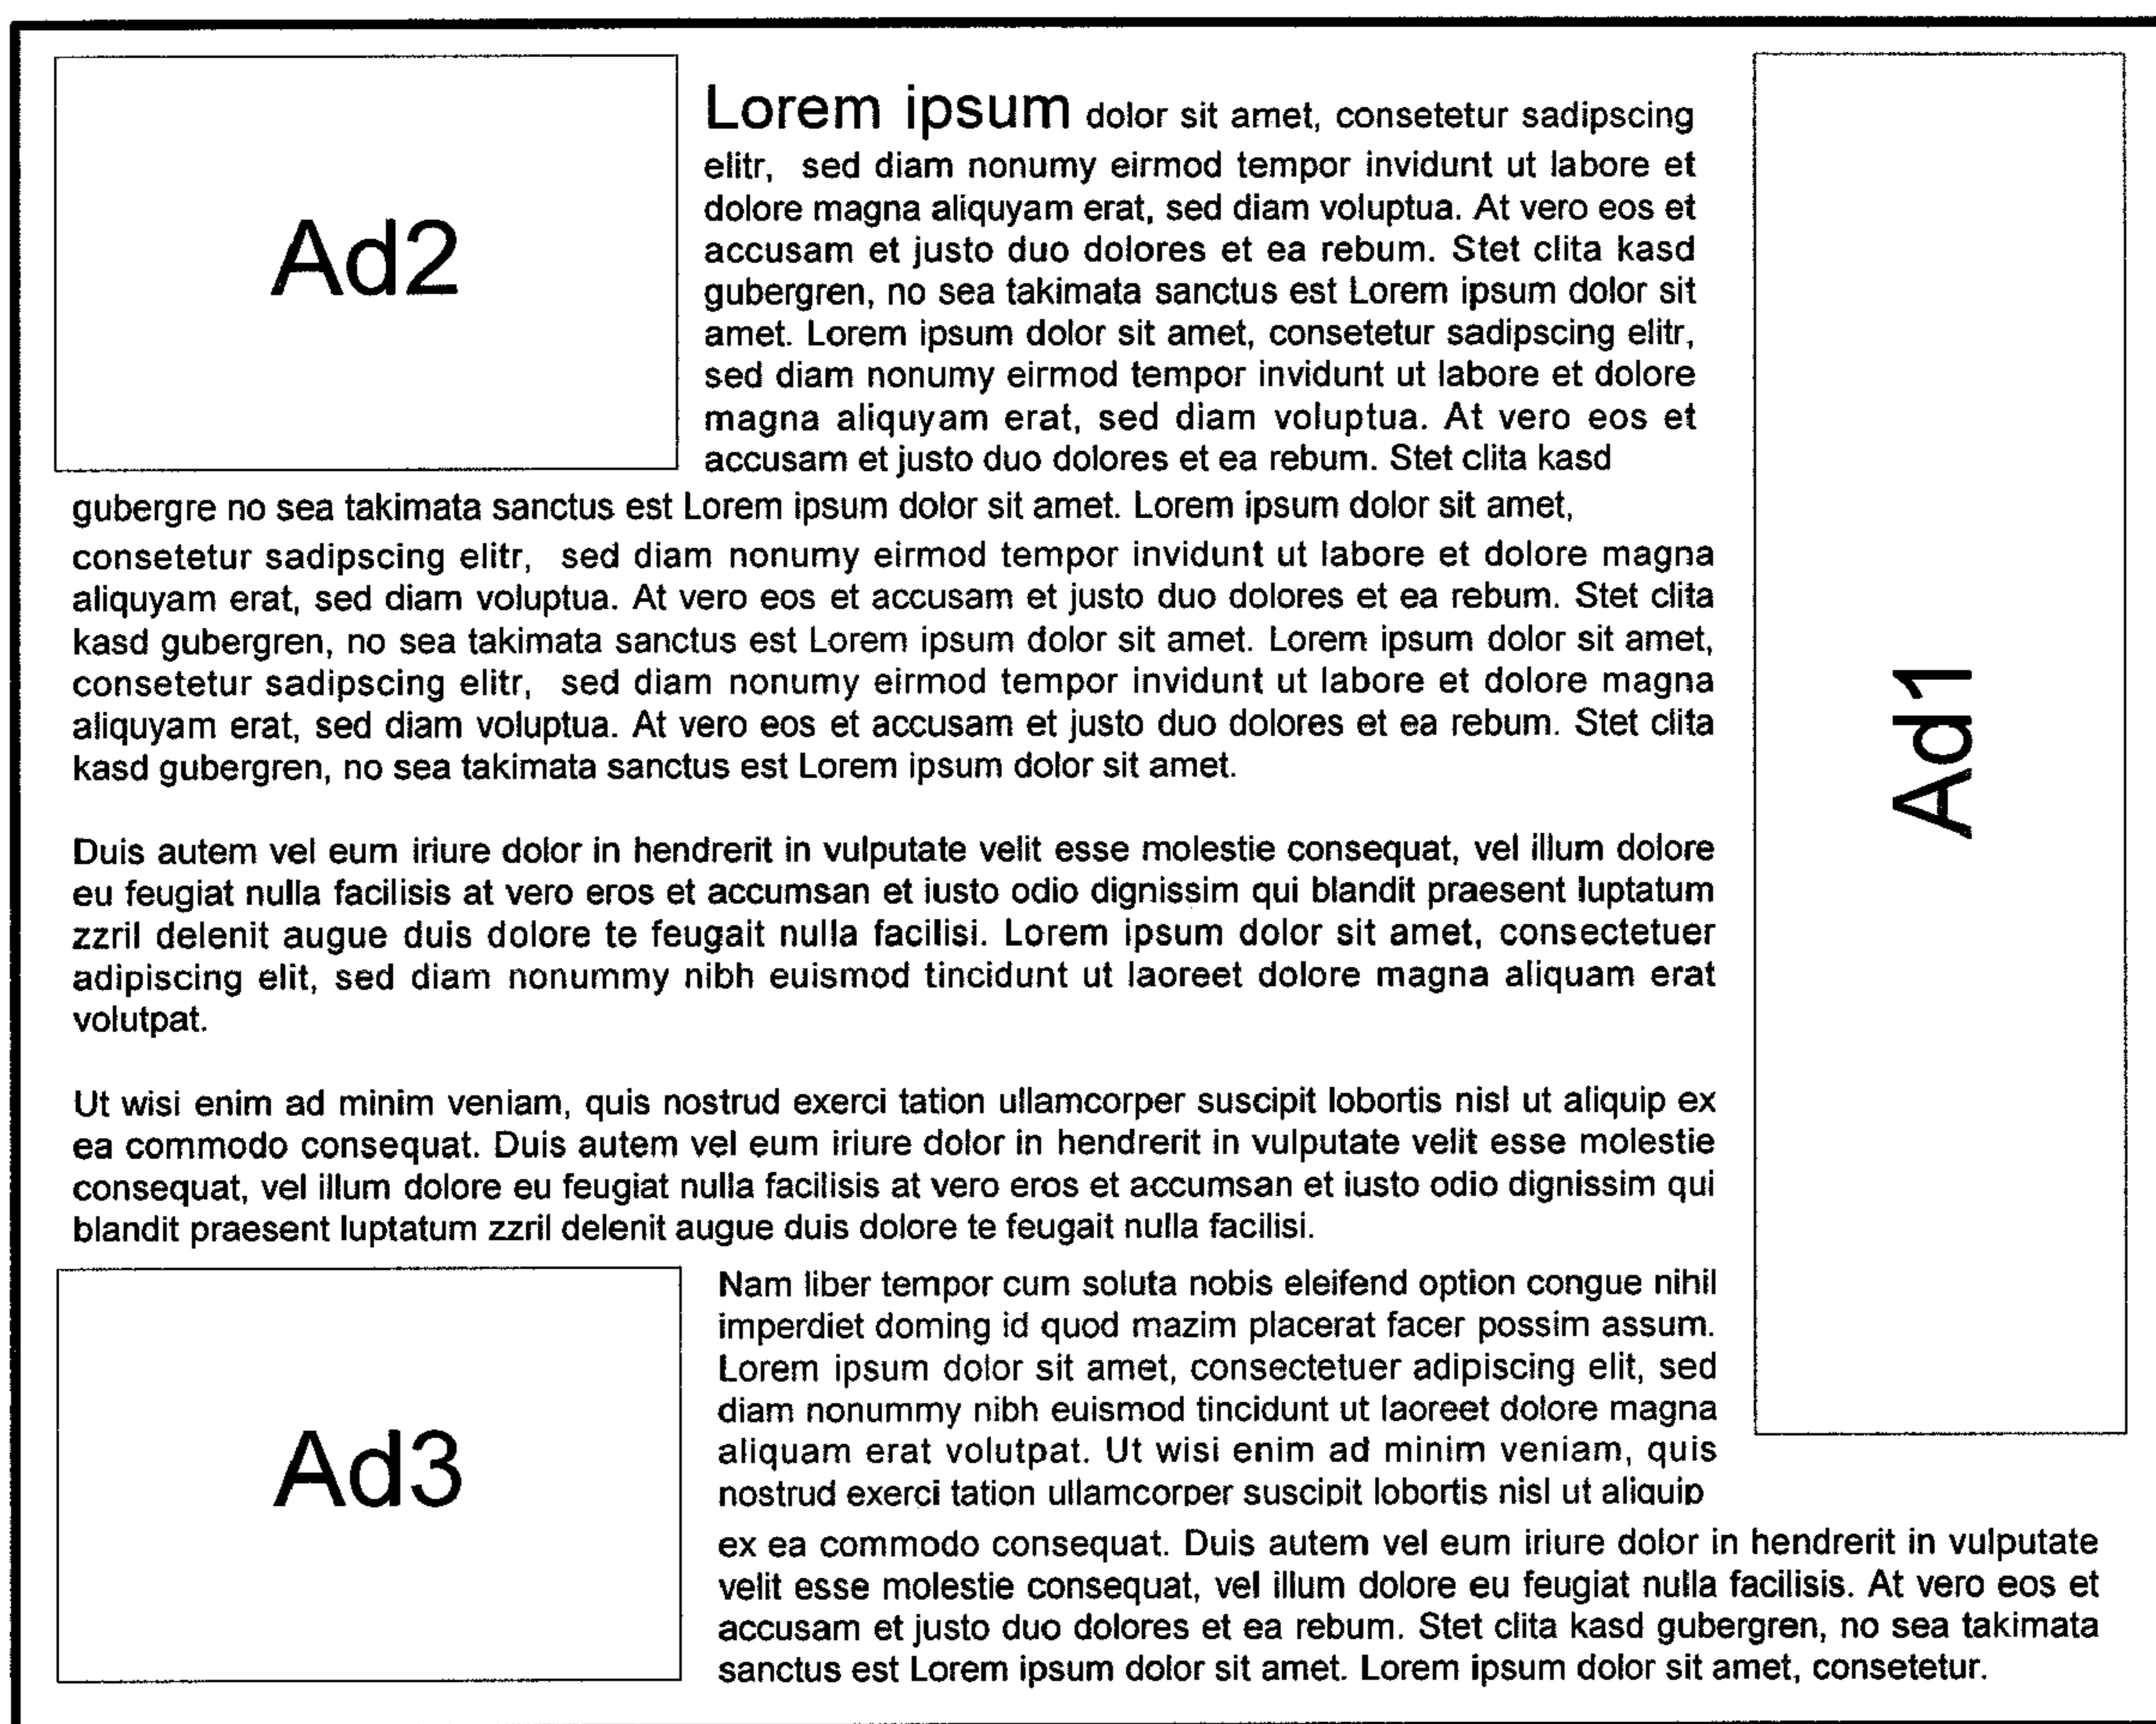 Ad2
Lorem ipsum dolor sit amet, consetetur sadipscing
elitr, sed diam nonumy eirmod tempor invidunt ut labore et
dolore magna aliquyam erat, sed diam voluptua. At vero eos et
accusam et justo duo dolores et ea rebum. Stet clita kasd
gubergren, no sea takimata sanctus est Lorem ipsum dolor sit
amet. Lorem ipsum dolor sit amet, consetetur sadipscing elitr,
sed diam nonumy eirmod tempor invidunt ut labore et dolore
magna aliquyam erat, sed diam voluptua. At vero eos et
accusam et justo duo dolores et ea rebum. Stet clita kasd
gubergre no sea takimata sanctus est Lorem ipsum dolor sit amet. Lorem ipsum dolor sit amet,
consetetur sadipscing elitr, sed diam nonumy eirmod tempor invidunt ut labore et dolore magna
aliquyam erat, sed diam voluptua. At vero eos et accusam et justo duo dolores et ea rebum. Stet clita
kasd gubergren, no sea takimata sanctus est Lorem ipsum dolor sit amet. Lorem ipsum dolor sit amet,
consetetur sadipscing elitr, sed diam nonumy eirmod tempor invidunt ut labore et dolore magna
aliquyam erat, sed diam voluptua. At vero eos et accusam et justo duo dolores et ea rebum. Stet clita
kasd gubergren, no sea takimata sanctus est Lorem ipsum dolor sit amet.
Duis autem vel eum iriure dolor in hendrerit in vulputate velit esse molestie consequat, vel illum dolore
eu feugiat nulla facilisis at vero eros et accumsan et iusto odio dignissim qui blandit praesent luptatum
zzril delenit augue duis dolore te feugait nulla facilisi. Lorem ipsum dolor sit amet, consectetuer
adipiscing elit, sed diam nonummy nibh euismod tincidunt ut laoreet dolore magna aliquam erat
volutpat.
Ut wisi enim ad minim veniam, quis nostrud exerci tation ullamcorper suscipit lobortis nisl ut aliquip ex
ea commodo consequat. Duis autem vel eum iriure dolor in hendrerit in vulputate velit esse molestie
consequat, vel illum dolore eu feugiat nulla facilisis at vero eros et accumsan et iusto odio dignissim qui
blandit praesent luptatum zzril delenit augue duis dolore te feugait nulla facilisi.
Ad3
Nam liber tempor cum soluta nobis eleifend option congue nihil
imperdiet doming id quod mazim placerat facer possim assum.
Lorem ipsum dolor sit amet, consectetuer adipiscing elit, sed
diam nonummy nibh euismod tincidunt ut laoreet dolore magna
aliquam erat volutpat. Ut wisi enim ad minim veniam, quis
nostrud exerci tation ullamcorper suscipit lobortis nisl ut aliquip
ex ea commodo consequat. Duis autem vel eum iriure dolor in hendrerit in vulputate
velit esse molestie consequat, vel illum dolore eu feugiat nulla facilisis. At vero eos et
accusam et justo duo dolores et ea rebum. Stet clita kasd gubergren, no sea takimata
sanctus est Lorem ipsum dolor sit amet. Lorem ipsum dolor sit amet, consetetur.
Ad1